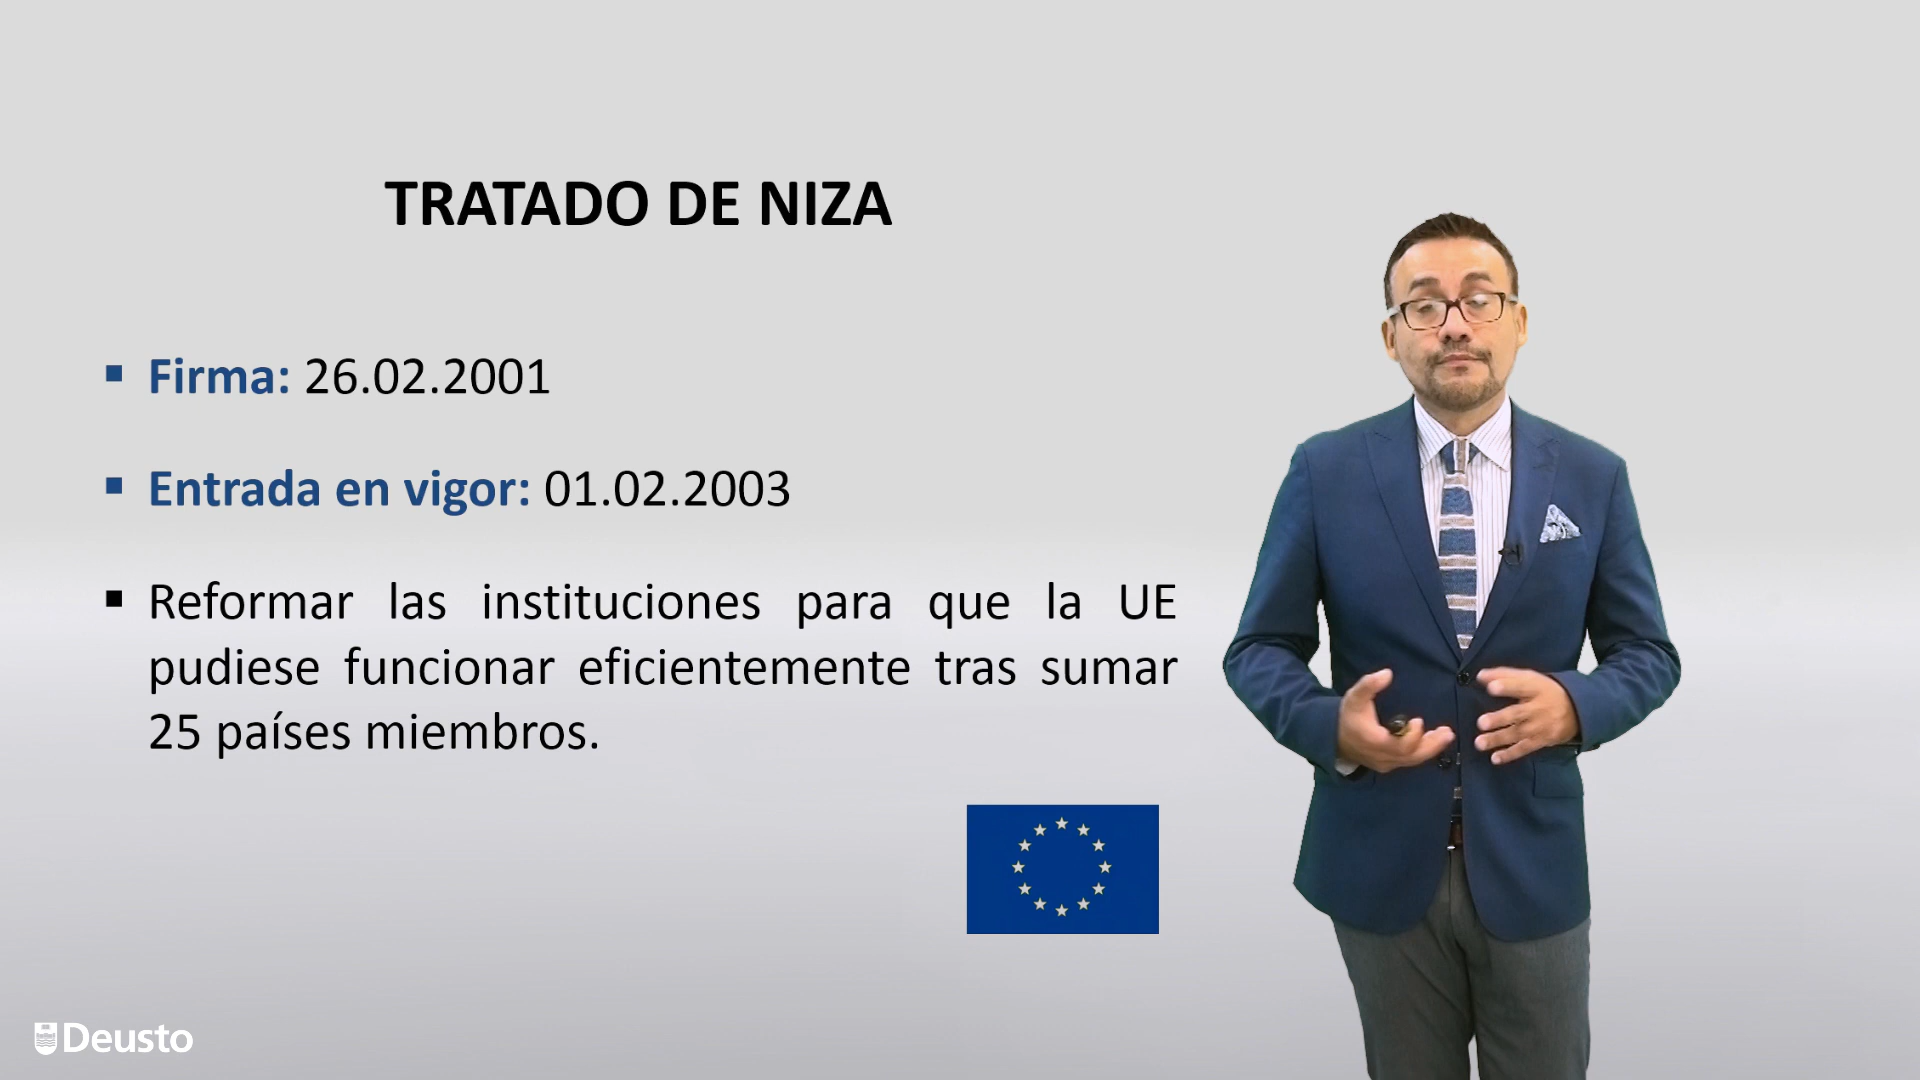 TRATADO DE NIZA
Firma: 26.02.2001
Entrada en vigor: 01.02.2003
Reformar las instituciones para que la UE
pudiese funcionar eficientemente tras sumar
25 países miembros.
Deusto